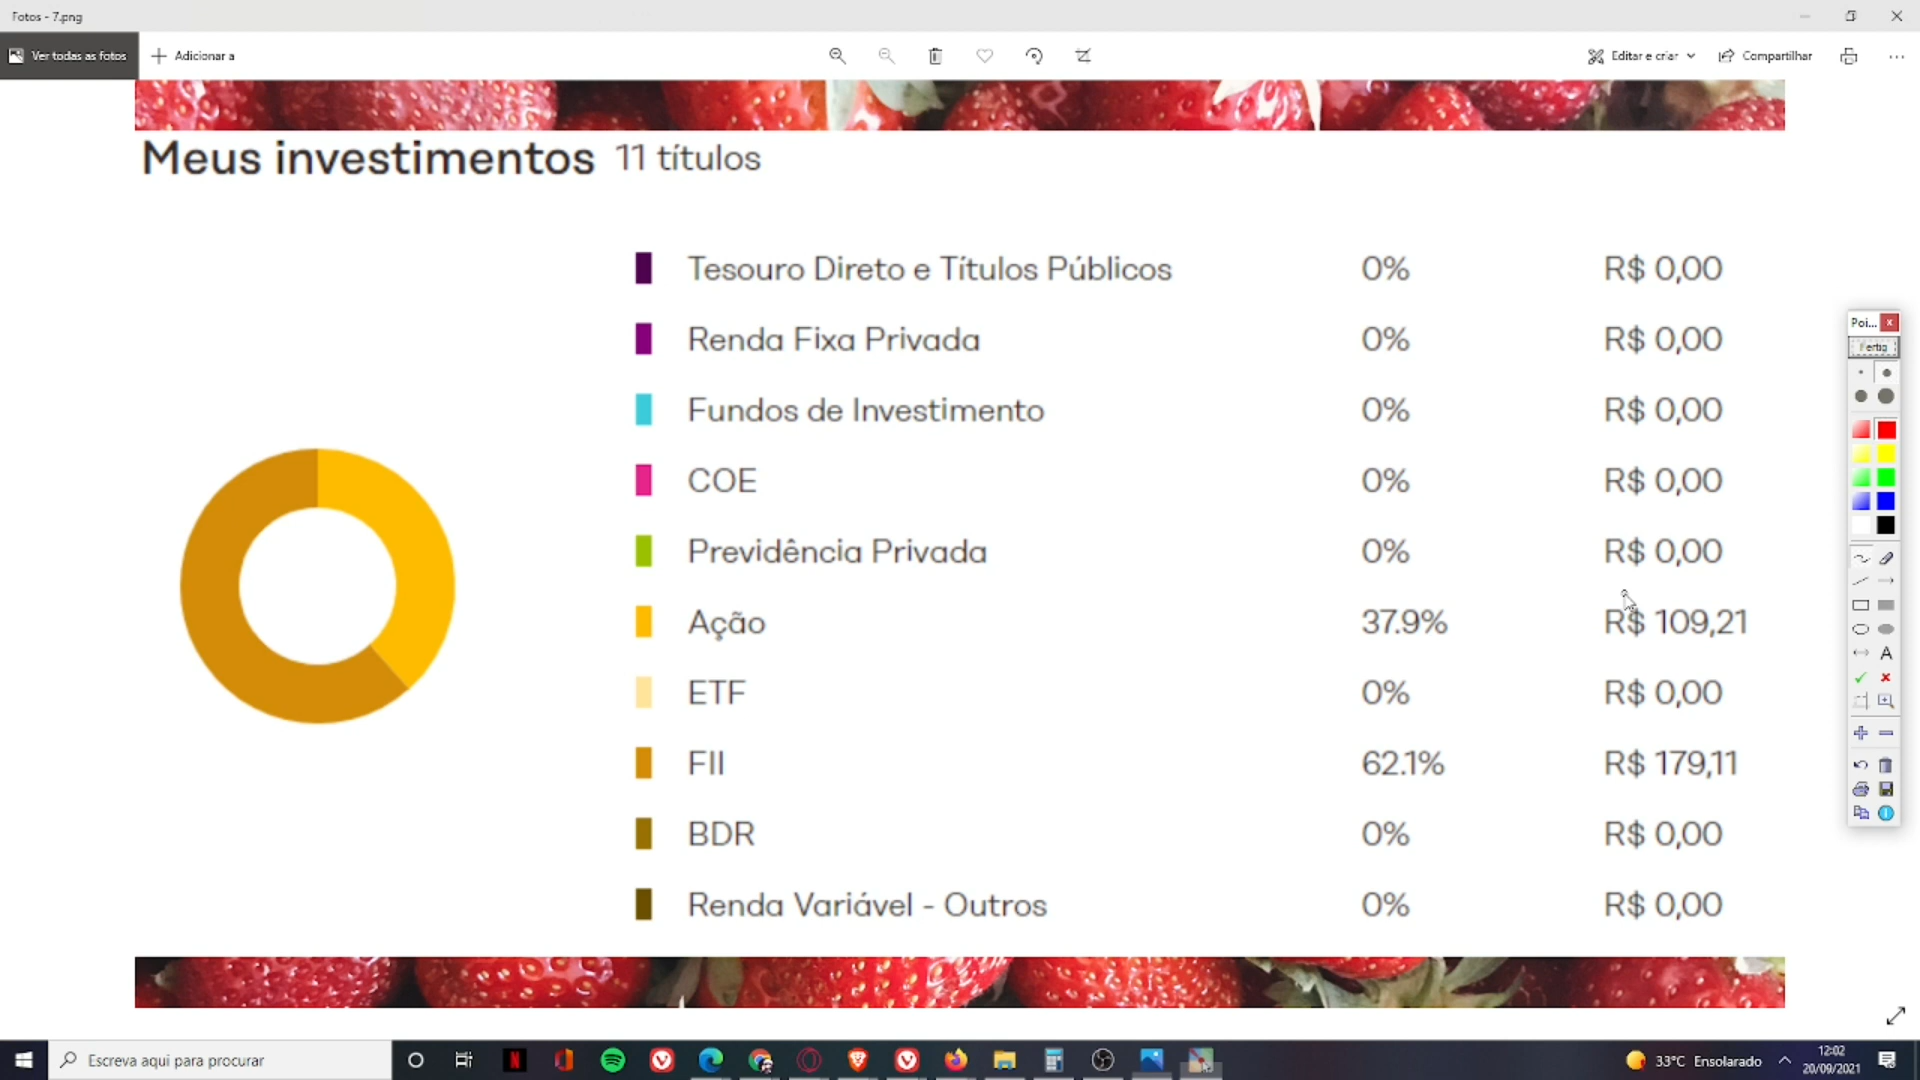 Fotos - 7.png
Ver todas as fotos
Adicionar a
Editar e criar
Compartilhar
Meus investimentos 11 títulos
Tesouro Direto e Títulos Públicos 0% R$ 0,00
Renda Fixa Privada 0% R$ 0,00
Fundos de Investimento 0% R$ 0,00
COE 0% R$ 0,00
Previdência Privada 0% R$ 0,00
Ação 37.9% R$ 109,21
ETF 0% R$ 0,00
FII 62.1% R$ 179,11
BDR 0% R$ 0,00
Renda Variável - Outros 0% R$ 0,00
Poi...
Fertig
A
Escreva aqui para procurar
33°C Ensolarado
12:02
20/09/2021